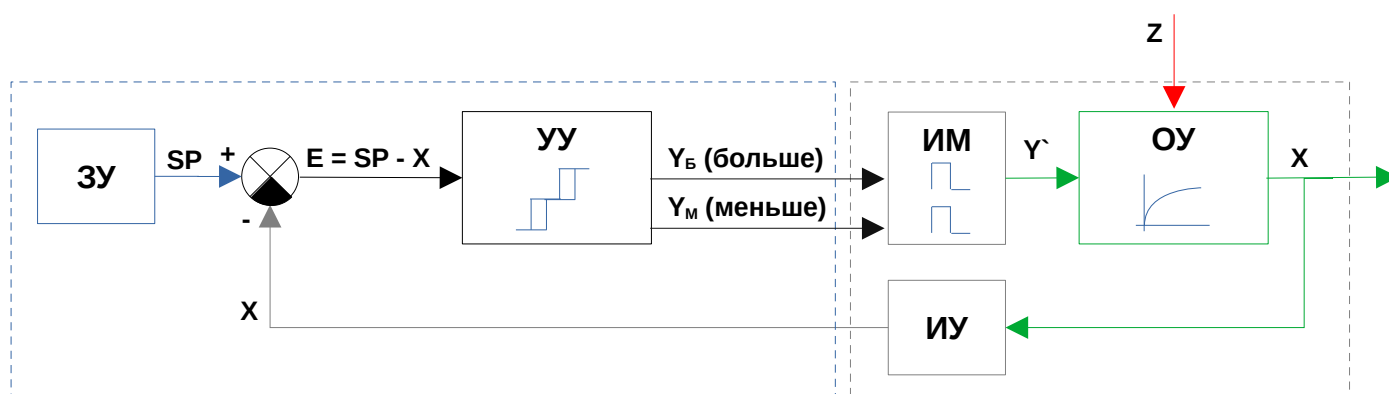 Z
ЗУ
SP
+
-
E = SP - X
УУ
YБ (больше)
YМ (меньше)
ИМ
Y`
ОУ
X
X
ИУ